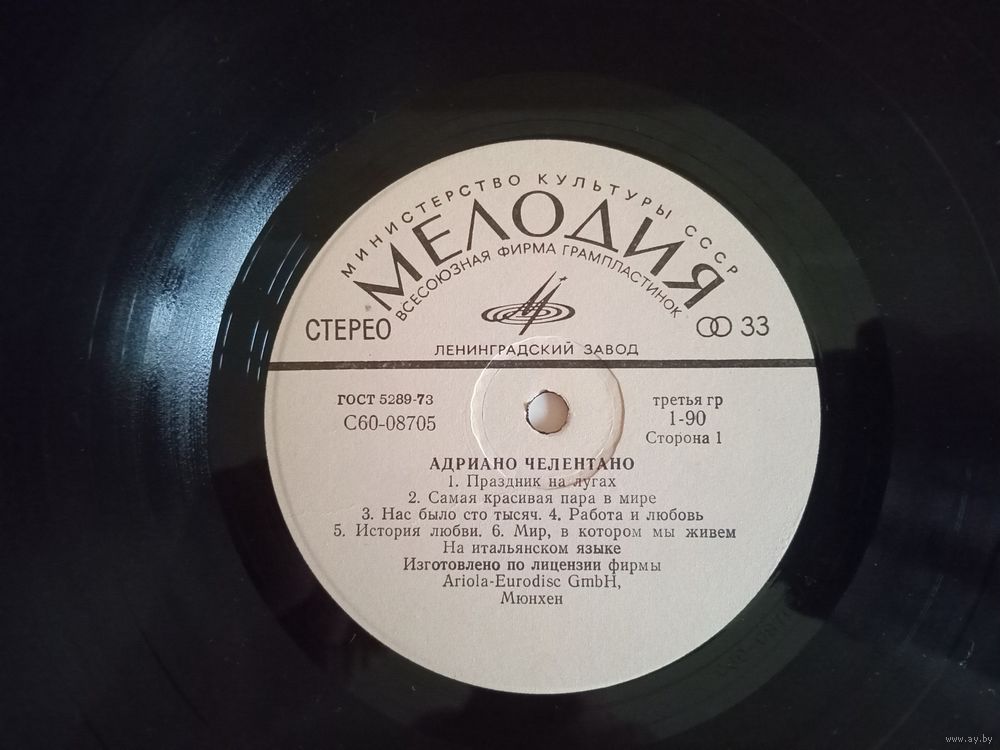 МИНИСТЕРСТВО КУЛЬТУРЫ СССР
МЕЛОДИЯ
ВСЕСОЮЗНАЯ ФИРМА ГРАМПЛАСТИНОК
СТЕРЕО
33
ЛЕНИНГРАДСКИЙ ЗАВОД
ГОСТ 5289-73
С60-08705
третья гр
1-90
Сторона 1
АДРИАНО ЧЕЛЕНТАНО
1. Праздник на лугах
2. Самая красивая пара в мире
3. Нас было сто тысяч. 4. Работа и любовь
5. История любви. 6. Мир, в котором мы живем
На итальянском языке
Изготовлено по лицензии фирмы
Ariola-Eurodisc GmbH,
Мюнхен
www.ay.by